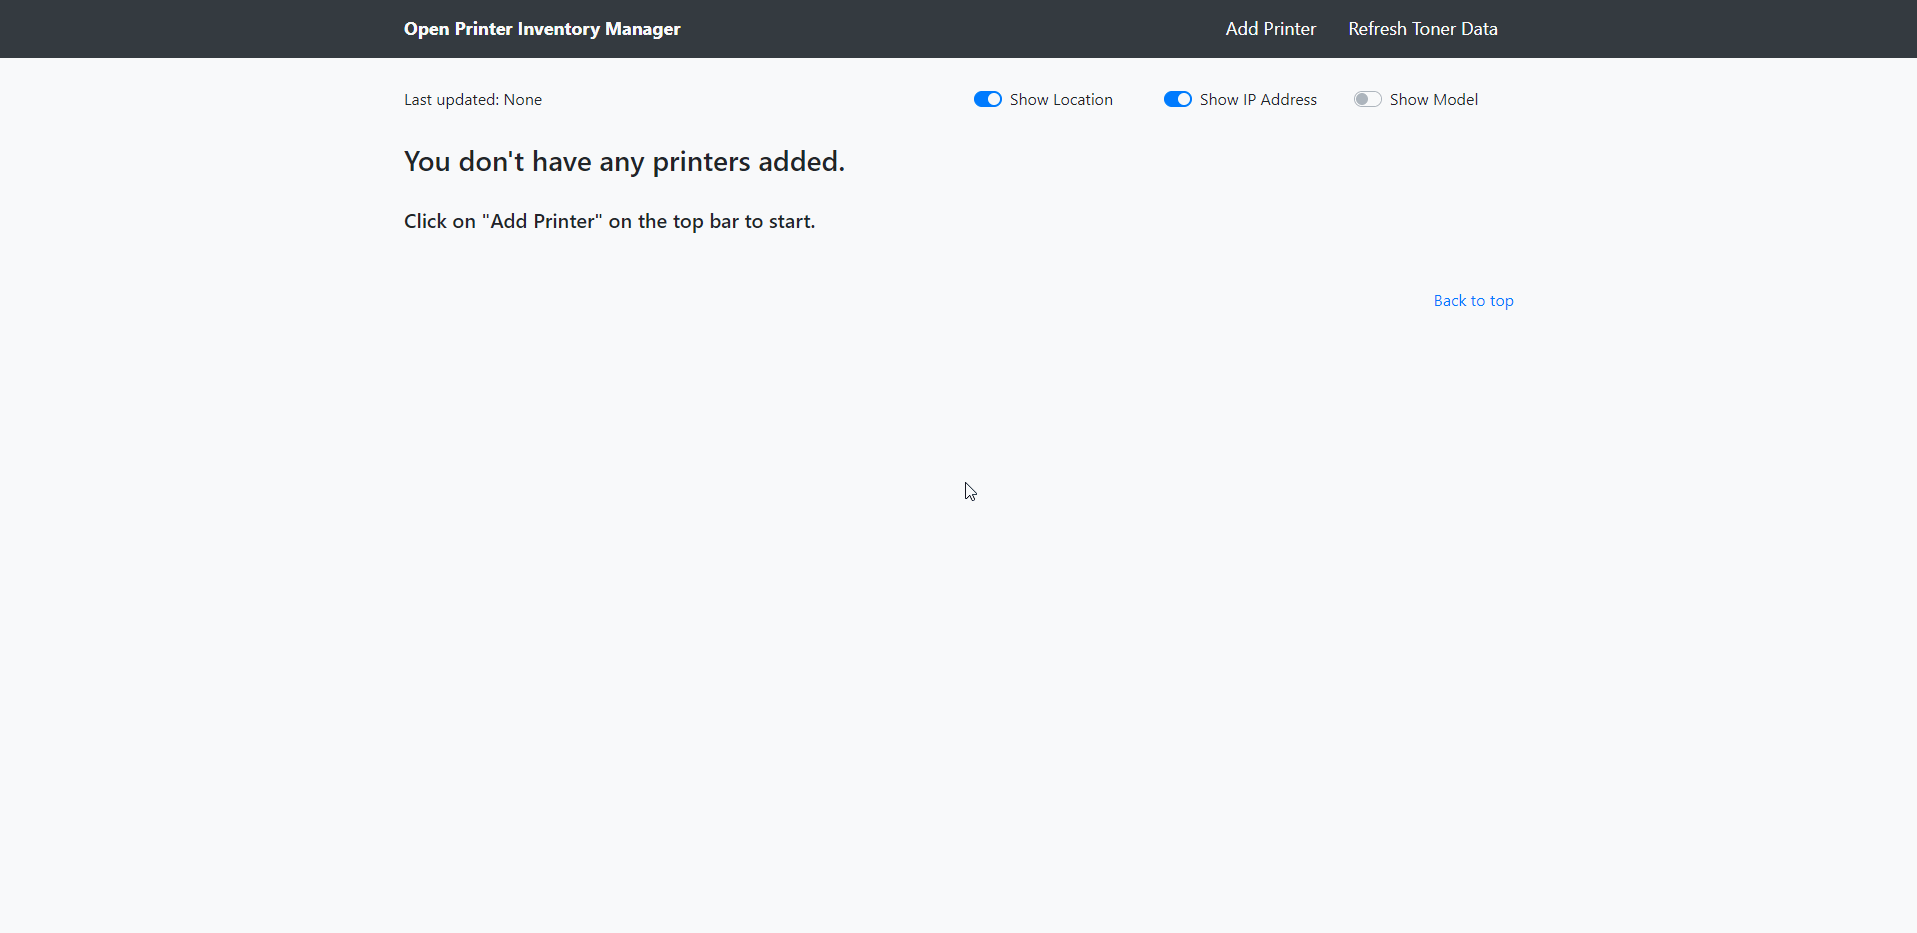 Open Printer Inventory Manager Add Printer Refresh Toner Data
Last updated: None Show Location Show IP Address Show Model
You don't have any printers added.
Click on "Add Printer" on the top bar to start.
Back to top